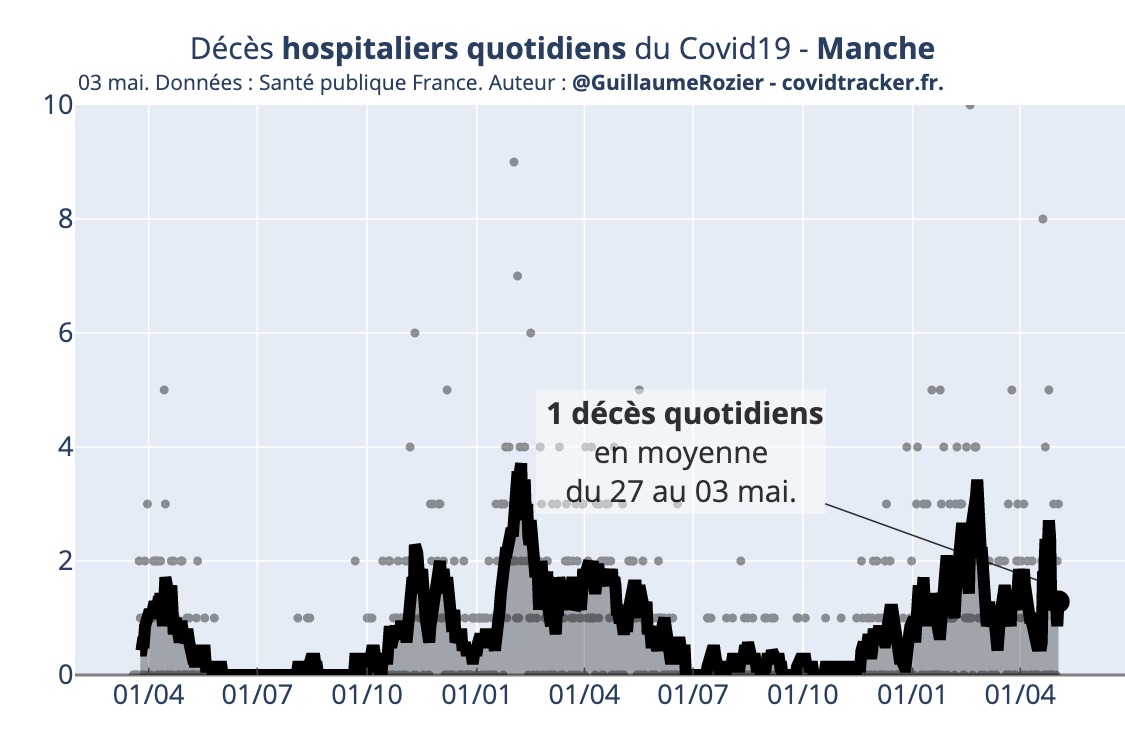 Décès hospitaliers quotidiens du Covid19 - Manche
03 mai. Données : Santé publique France. Auteur : @GuillaumeRozier - covidtracker.fr.
10
8
6
4
2
0
1 décès quotidiens
en moyenne
du 27 au 03 mai.
01/04 01/07 01/10 01/01 01/04 01/07 01/10 01/01 01/04